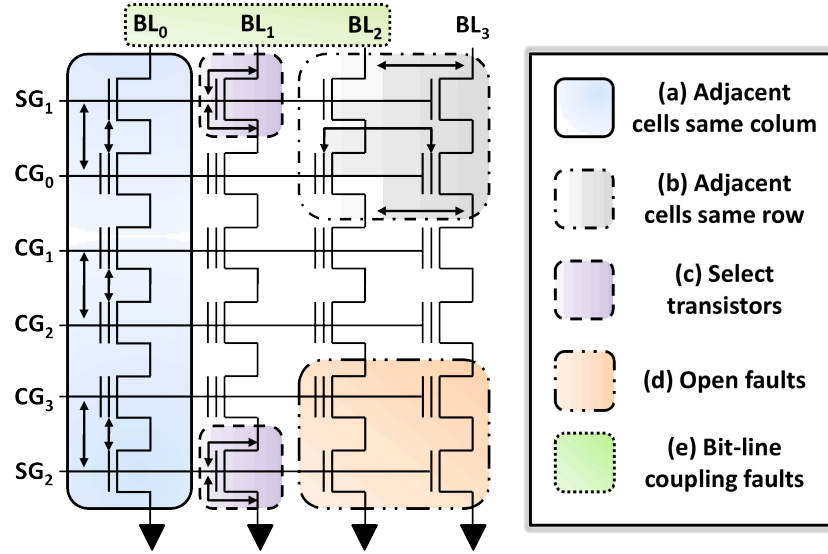 BL0 BL1 BL2 BL3
SG1
CG0
CG1
CG2
CG3
SG2
(a) Adjacent
cells same colum
(b) Adjacent
cells same row
(c) Select
transistors
(d) Open faults
(e) Bit-line
coupling faults